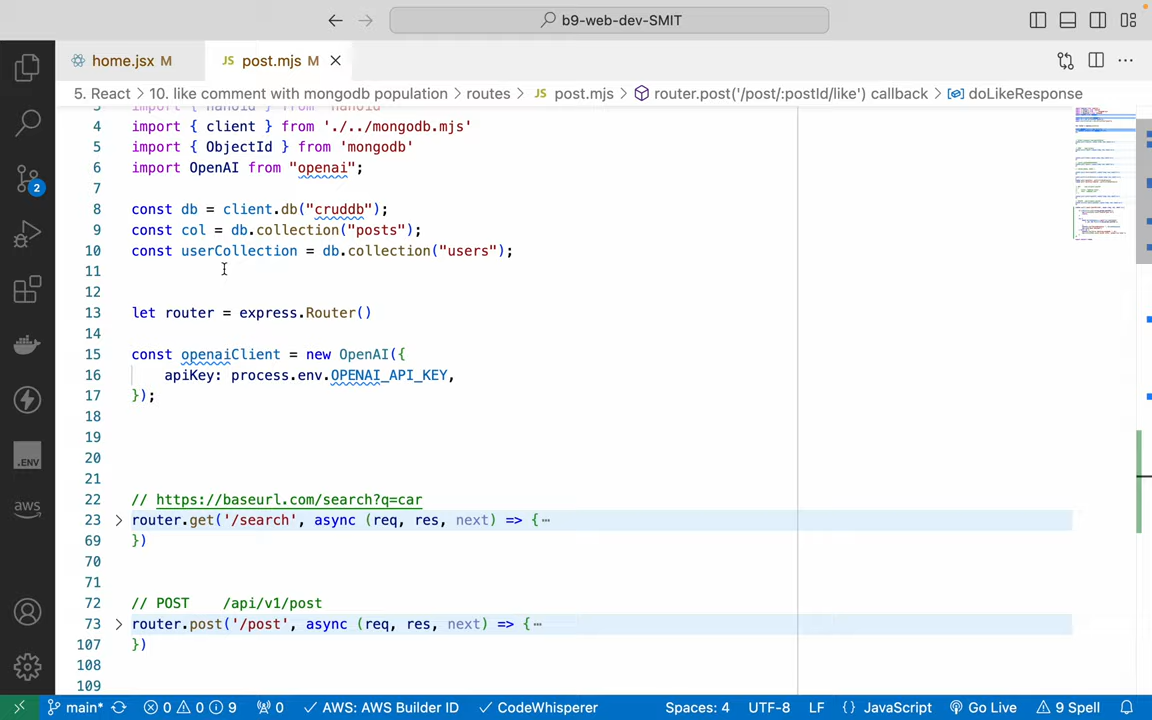 b9-web-dev-SMIT
home.jsx M
JS post.mjs M
5. React > 10. like comment with mongodb population > routes > JS post.mjs > router.post('/post/:postId/like') callback > doLikeResponse
3 import { nanoid } from 'nanoid'
4 import { client } from './../mongodb.mjs'
5 import { ObjectId } from 'mongodb'
6 import OpenAI from "openai";
7
8 const db = client.db("cruddb");
9 const col = db.collection("posts");
10 const userCollection = db.collection("users");
11
12
13 let router = express.Router()
14
15 const openaiClient = new OpenAI({
16 apiKey: process.env.OPENAI_API_KEY,
17 });
18
19
20
21
22 // https://baseurl.com/search?q=car
23 router.get('/search', async (req, res, next) => {⋯
69 })
70
71
72 // POST /api/v1/post
73 router.post('/post', async (req, res, next) => {⋯
107 })
108
109
2
.ENV
aws
main* 0 0 9 0 AWS: AWS Builder ID CodeWhisperer Spaces: 4 UTF-8 LF {} JavaScript Go Live 9 Spell